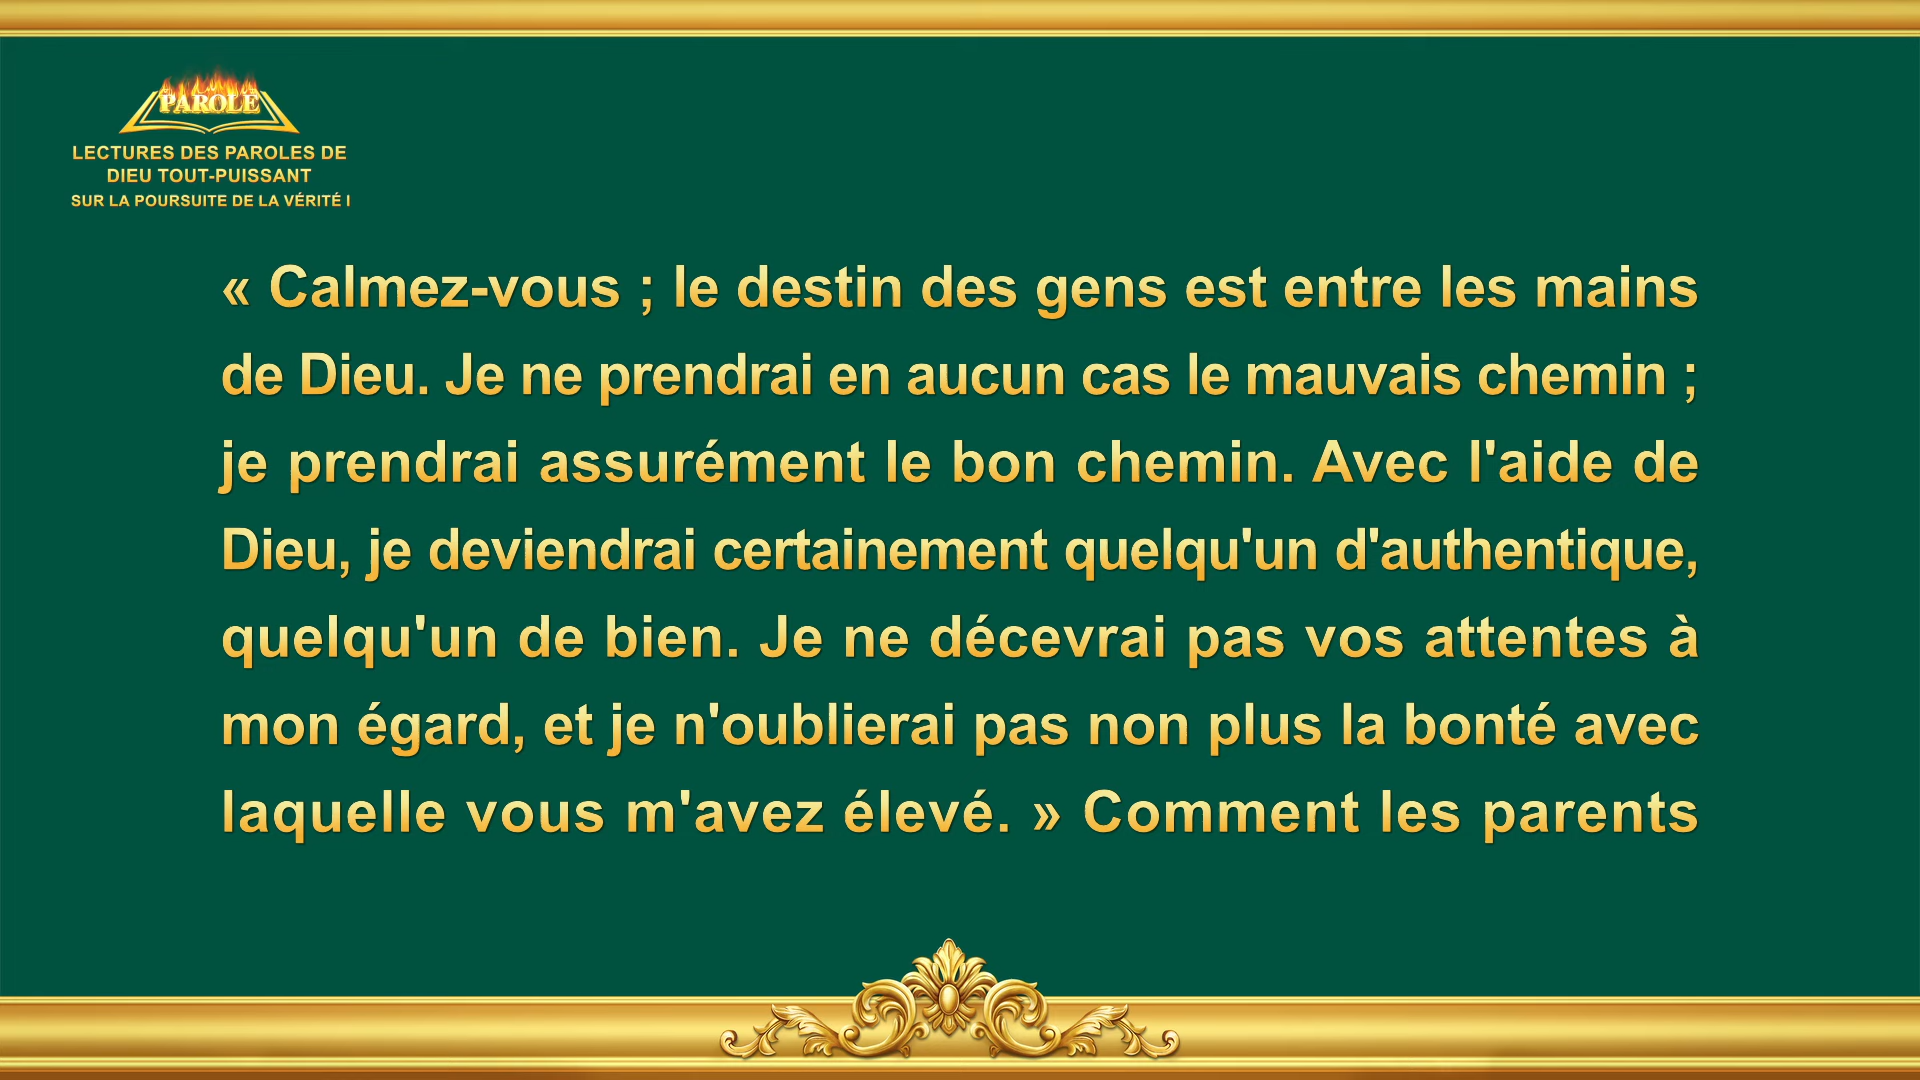 PAROLE
LECTURES DES PAROLES DE
DIEU TOUT-PUISSANT
SUR LA POURSUITE DE LA VÉRITÉ I
« Calmez-vous ; le destin des gens est entre les mains
de Dieu. Je ne prendrai en aucun cas le mauvais chemin ;
je prendrai assurément le bon chemin. Avec l'aide de
Dieu, je deviendrai certainement quelqu'un d'authentique,
quelqu'un de bien. Je ne décevrai pas vos attentes à
mon égard, et je n'oublierai pas non plus la bonté avec
laquelle vous m'avez élevé. » Comment les parents